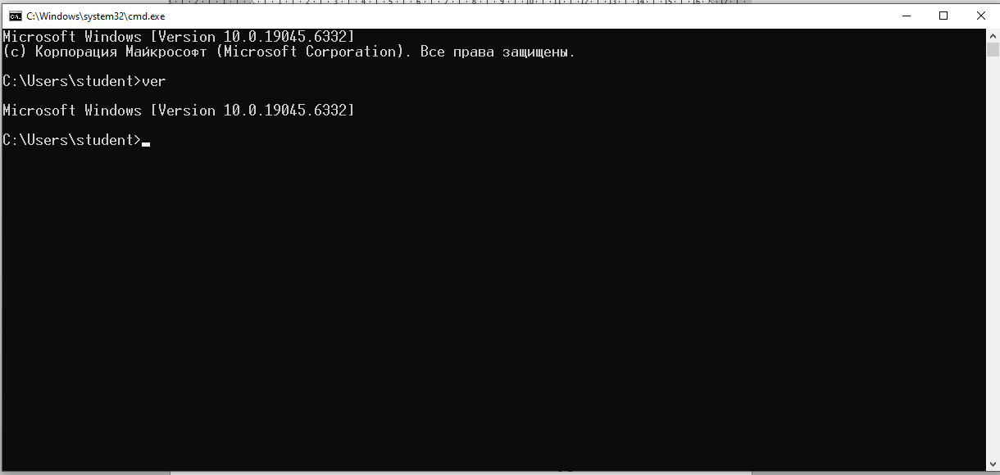 C:\Windows\system32\cmd.exe
Microsoft Windows [Version 10.0.19045.6332]
(c) Корпорация Майкрософт (Microsoft Corporation). Все права защищены.
C:\Users\student>ver
Microsoft Windows [Version 10.0.19045.6332]
C:\Users\student>